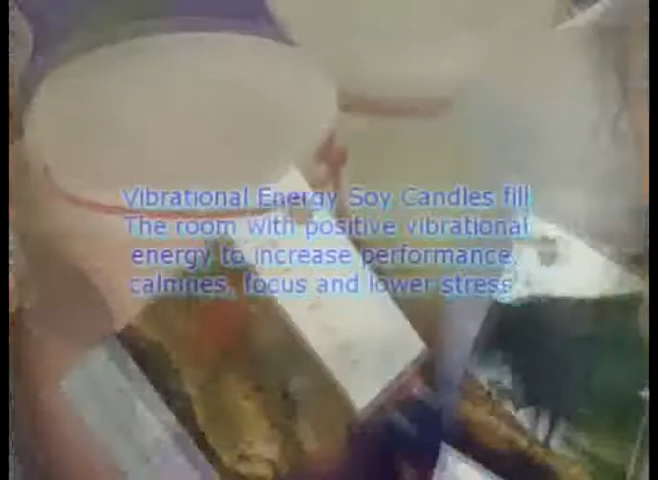 Vibrational Energy Soy Candles fill
The room with positive vibrational
energy to increase performance,
calmnes, focus and lower stress